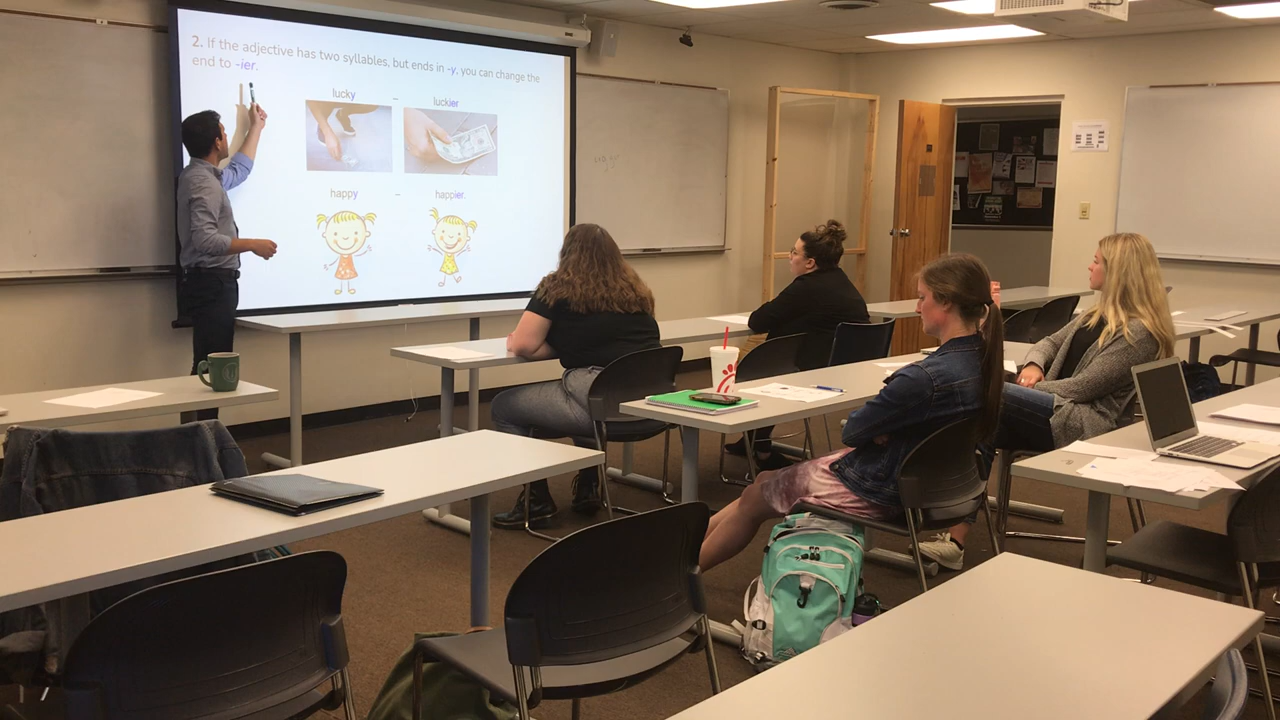 2. If the adjective has two syllables, but ends in -y, you can change the
end to -ier.
lucky – luckier
happy – happier.